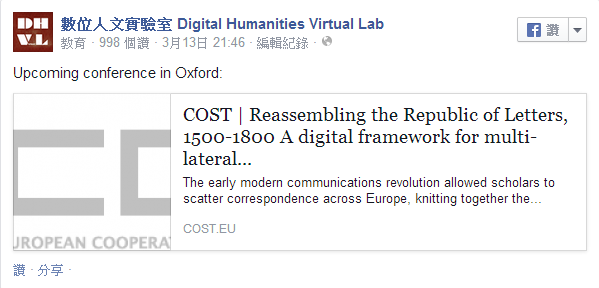 DH
V.L
數位人文實驗室 Digital Humanities Virtual Lab
教育 · 998 個讚 · 3月13日 21:46 · 編輯紀錄 ·
讚
Upcoming conference in Oxford:
COST | Reassembling the Republic of Letters,
1500-1800 A digital framework for multi-
lateral...
The early modern communications revolution allowed scholars to
scatter correspondence across Europe, knitting together the...
COST.EU
UROPEAN COOPERA
讚 · 分享 ·